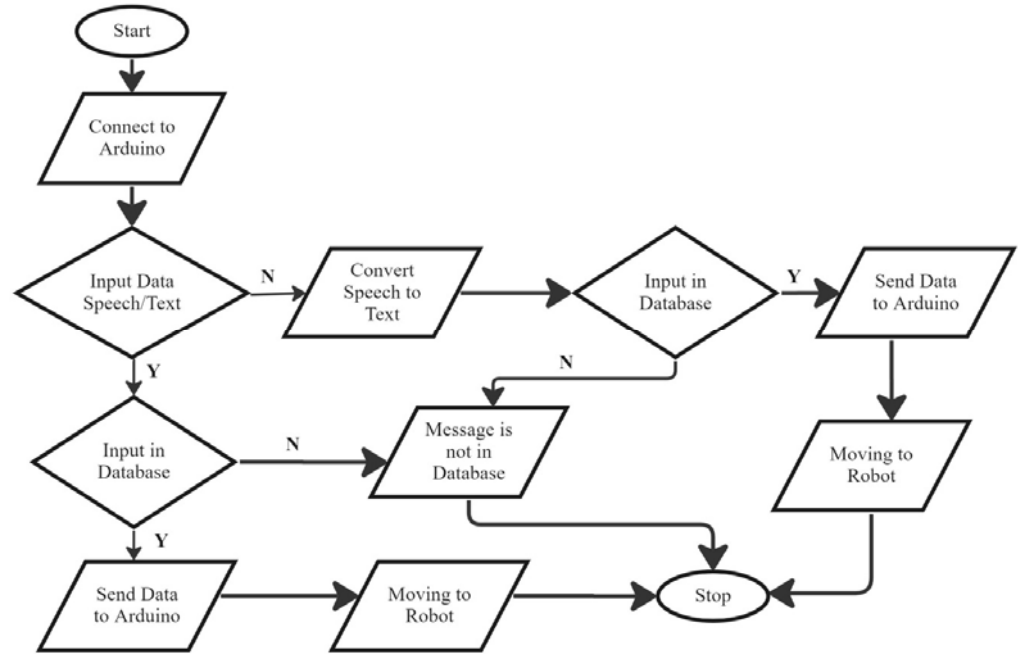 Start
Connect to
Arduino
Input Data
Speech/Text
N
Convert
Speech to
Text
Input in
Database
Y
Send Data
to Arduino
Y
N
Input in
Database
N
Message is
not in
Database
Moving to
Robot
Y
Send Data
to Arduino
Moving to
Robot
Stop